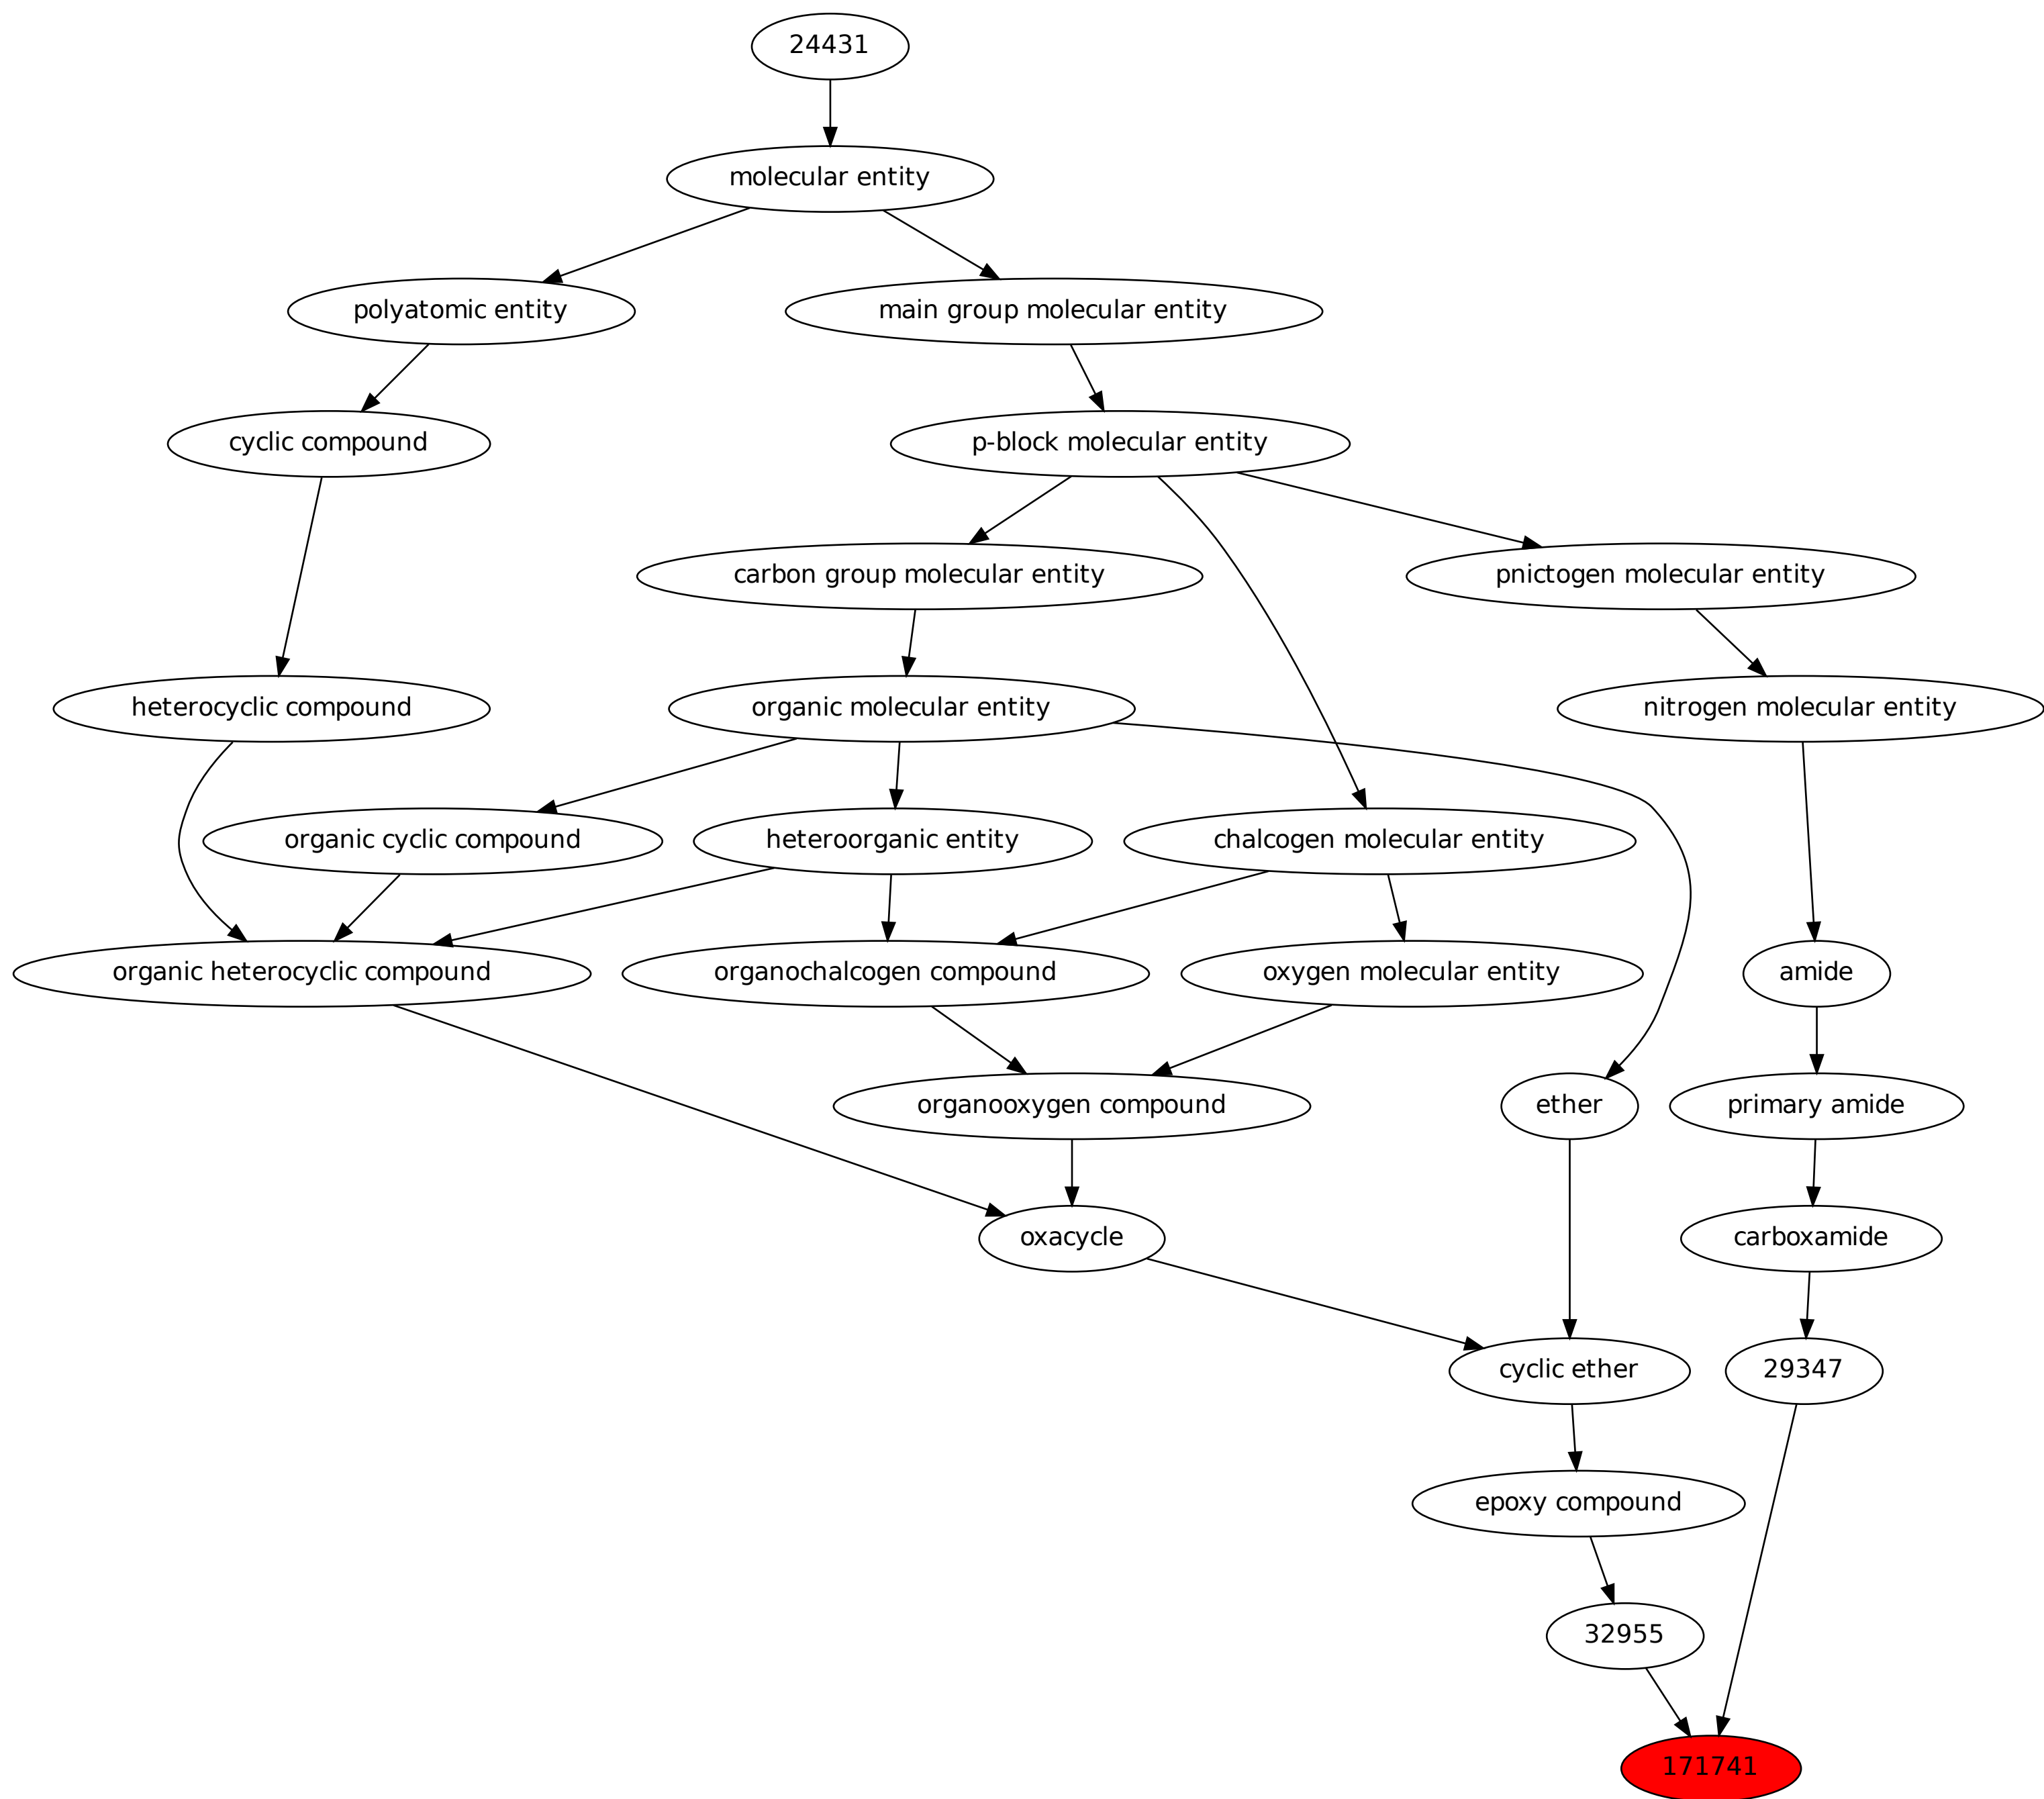 24431
molecular entity
polyatomic entity
main group molecular entity
cyclic compound
p-block molecular entity
carbon group molecular entity
pnictogen molecular entity
heterocyclic compound
organic molecular entity
nitrogen molecular entity
organic cyclic compound
heteroorganic entity
chalcogen molecular entity
organic heterocyclic compound
organochalcogen compound
oxygen molecular entity
amide
organooxygen compound
ether
primary amide
oxacycle
carboxamide
cyclic ether
29347
epoxy compound
32955
171741